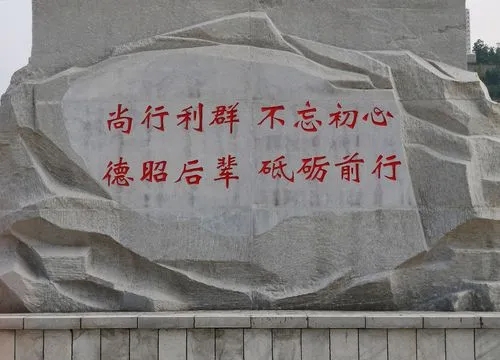 尚行利群 不忘初心
德昭后辈 砥砺前行